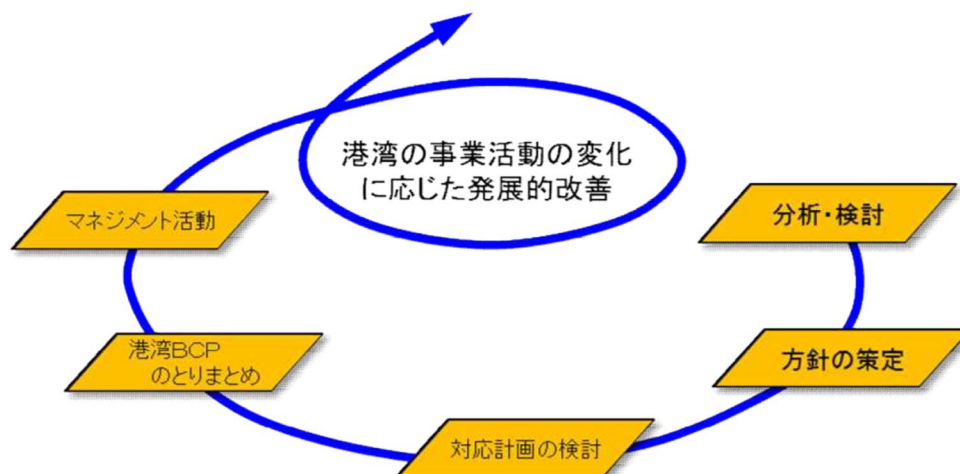 港湾の事業活動の変化
に応じた発展的改善
分析・検討
方針の策定
対応計画の検討
港湾BCP
のとりまとめ
マネジメント活動